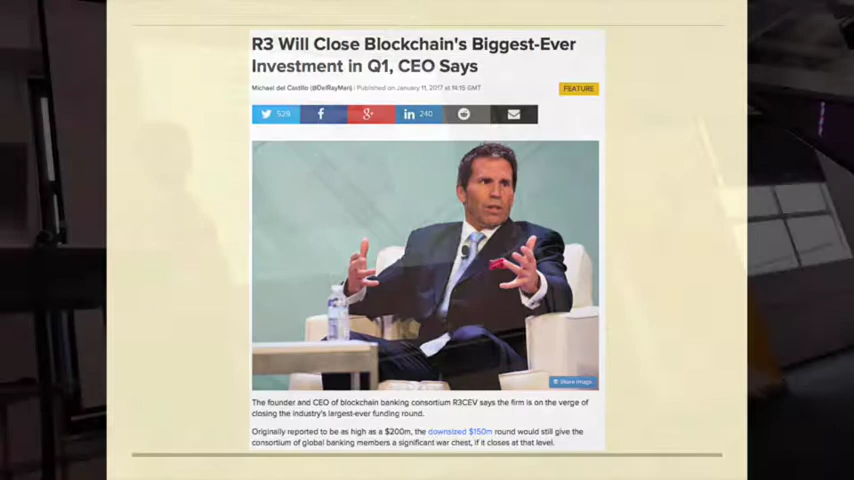 R3 Will Close Blockchain's Biggest-Ever
Investment in Q1, CEO Says
Michael del Castillo (@DelRayMan) | Published on January 11, 2017 at 19:15 GMT
FEATURE
529
240
Share image
The founder and CEO of blockchain banking consortium R3CEV says the firm is on the verge of
closing the industry's largest-ever funding round.
Originally reported to be as high as a $200m, the downsized $150m round would still give the
consortium of global banking members a significant war chest, if it closes at that level.